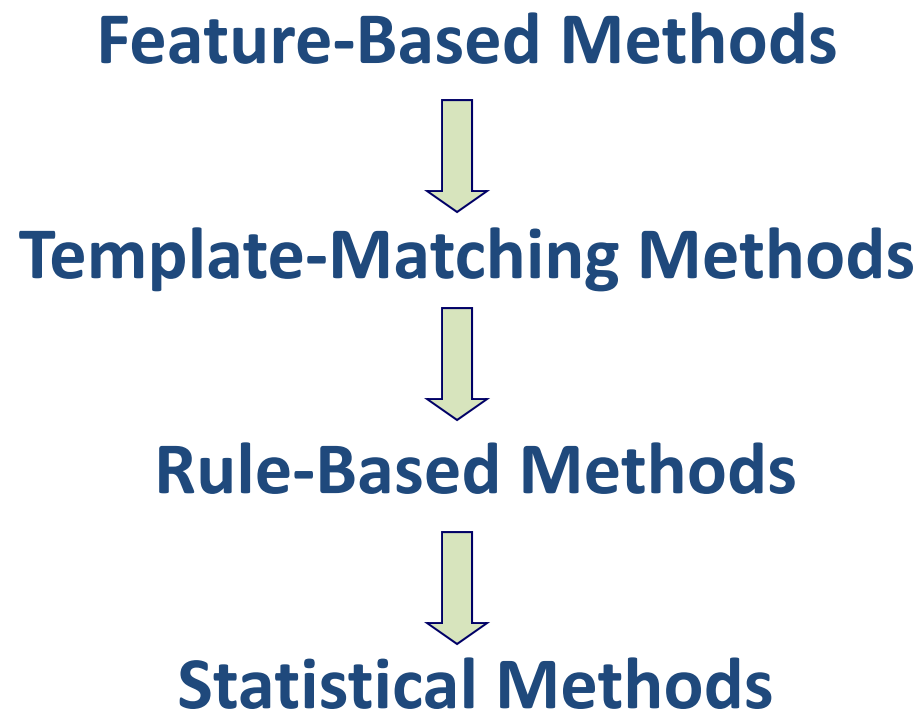 Feature-Based Methods
Template-Matching Methods
Rule-Based Methods
Statistical Methods